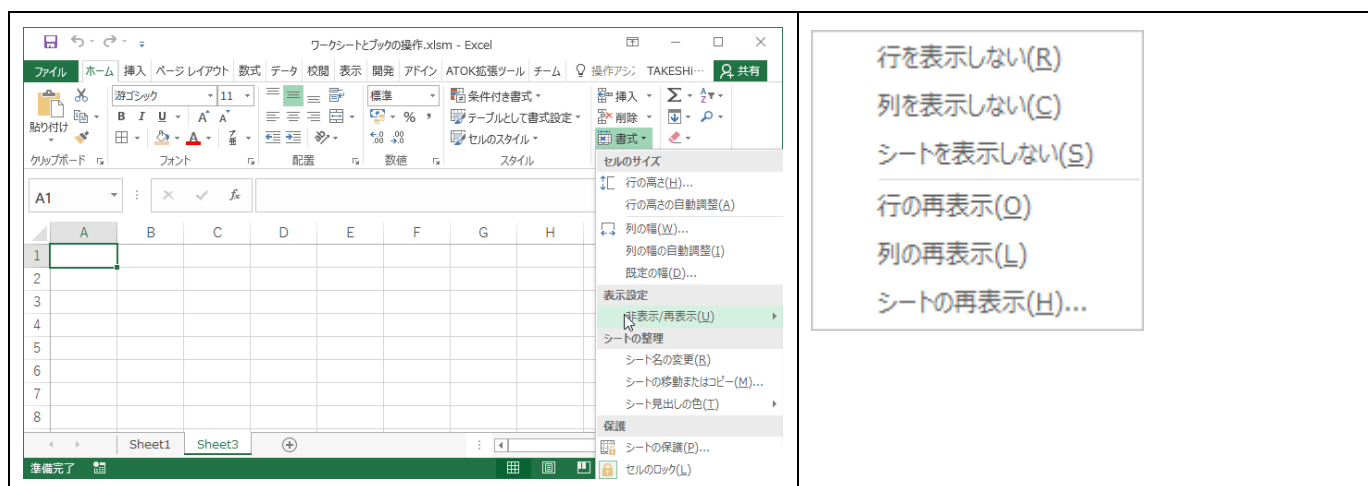 ワークシートとブックの操作.xlsm - Excel
ファイル ホーム 挿入 ページ レイアウト 数式 データ 校閲 表示 開発 アドイン ATOK拡張ツール チーム 操作アシ TAKESHi… 共有
游ゴシック 11 標準 条件付き書式 挿入 Σ
貼り付け B I U A A % , テーブルとして書式設定 削除
A セルのスタイル 書式
クリップボード フォント 配置 数値 スタイル
A1 fx
A B C D E F G H
1
2
3
4
5
6
7
8
Sheet1 Sheet3
準備完了
セルのサイズ
行の高さ(H)...
行の高さの自動調整(A)
列の幅(W)...
列の幅の自動調整(I)
既定の幅(D)...
表示設定
非表示/再表示(U)
シートの整理
シート名の変更(R)
シートの移動またはコピー(M)...
シート見出しの色(T)
保護
シートの保護(P)...
セルのロック(L)
行を表示しない(R)
列を表示しない(C)
シートを表示しない(S)
行の再表示(O)
列の再表示(L)
シートの再表示(H)...